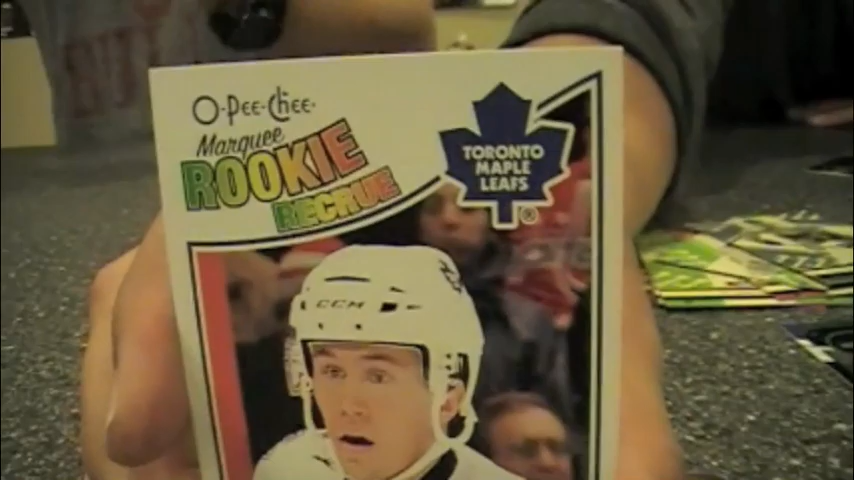 O-Pee-Chee
Marquee
ROOKIE
RECRUE
TORONTO
MAPLE
LEAFS
®
CCM